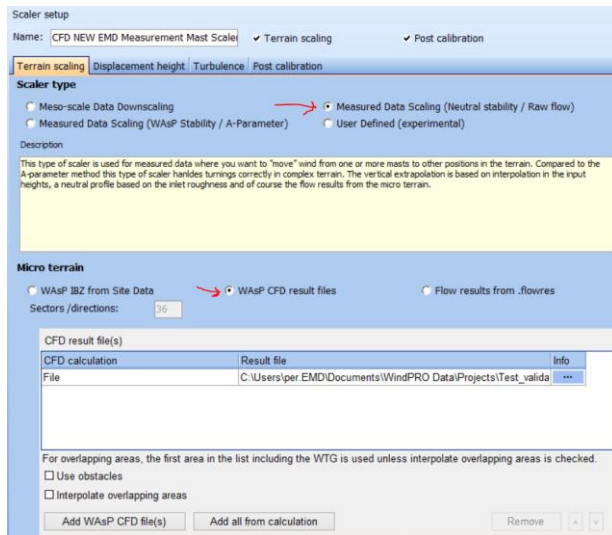 Scaler setup
Name: CFD NEW EMD Measurement Mast Scaler Terrain scaling Post calibration
Terrain scaling Displacement height Turbulence Post calibration
Scaler type
Meso-scale Data Downscaling Measured Data Scaling (Neutral stability / Raw flow)
Measured Data Scaling (WAsP Stability / A-Parameter) User Defined (experimental)
Description
This type of scaler is used for measured data where you want to "move" wind from one or more masts to other positions in the terrain. Compared to the
A-parameter method this type of scaler hanldes turnings correctly in complex terrain. The vertical extrapolation is based on interpolation in the input
heights, a neutral profile based on the inlet roughness and of course the flow results from the micro terrain.
Micro terrain
WAsP IBZ from Site Data WAsP CFD result files Flow results from .flowres
Sectors /directions: 36
CFD result file(s)
CFD calculation Result file Info
File C:\Users\per.EMD\Documents\WindPRO Data\Projects\Test_valida ...
For overlapping areas, the first area in the list including the WTG is used unless interpolate overlapping areas is checked.
Use obstacles
Interpolate overlapping areas
Add WAsP CFD file(s) Add all from calculation Remove